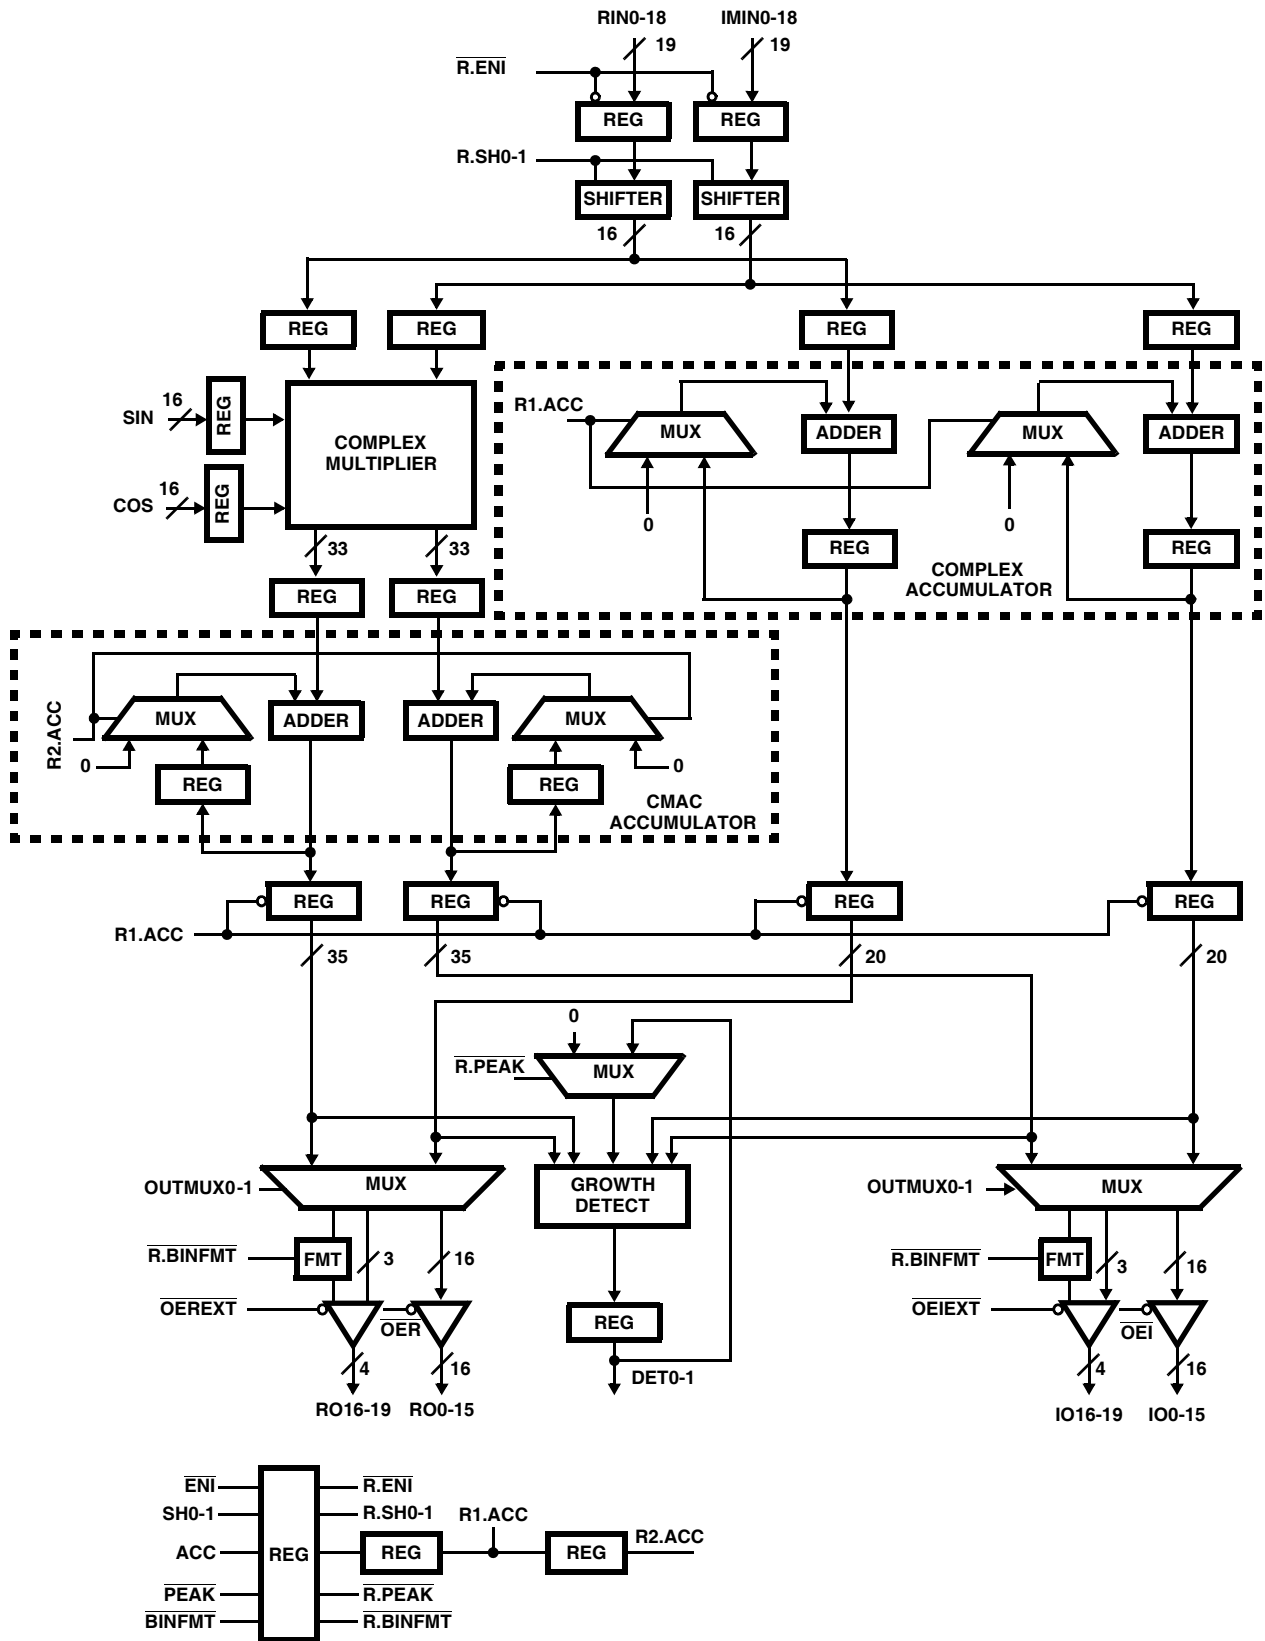 RIN0-18 IMIN0-18
19 19
R.ENI
REG REG
R.SH0-1
SHIFTER SHIFTER
16 16
REG REG REG REG
SIN 16 REG
COMPLEX
MULTIPLIER
COS 16 REG
R1.ACC
MUX ADDER MUX ADDER
0 0
REG REG
COMPLEX
ACCUMULATOR
33 33
REG REG
R2.ACC
MUX ADDER ADDER MUX
0 0
REG REG
CMAC
ACCUMULATOR
REG REG REG REG
R1.ACC
35 35 20 20
0
R.PEAK
MUX
OUTMUX0-1 MUX
GROWTH
DETECT
OUTMUX0-1 MUX
R.BINFMT FMT 3 16
R.BINFMT FMT 3 16
OEREXT OER
REG
OEIEXT OEI
4 16
DET0-1
4 16
RO16-19 RO0-15
IO16-19 IO0-15
ENI R.ENI
SH0-1 R.SH0-1
R1.ACC
ACC REG REG REG R2.ACC
PEAK R.PEAK
BINFMT R.BINFMT